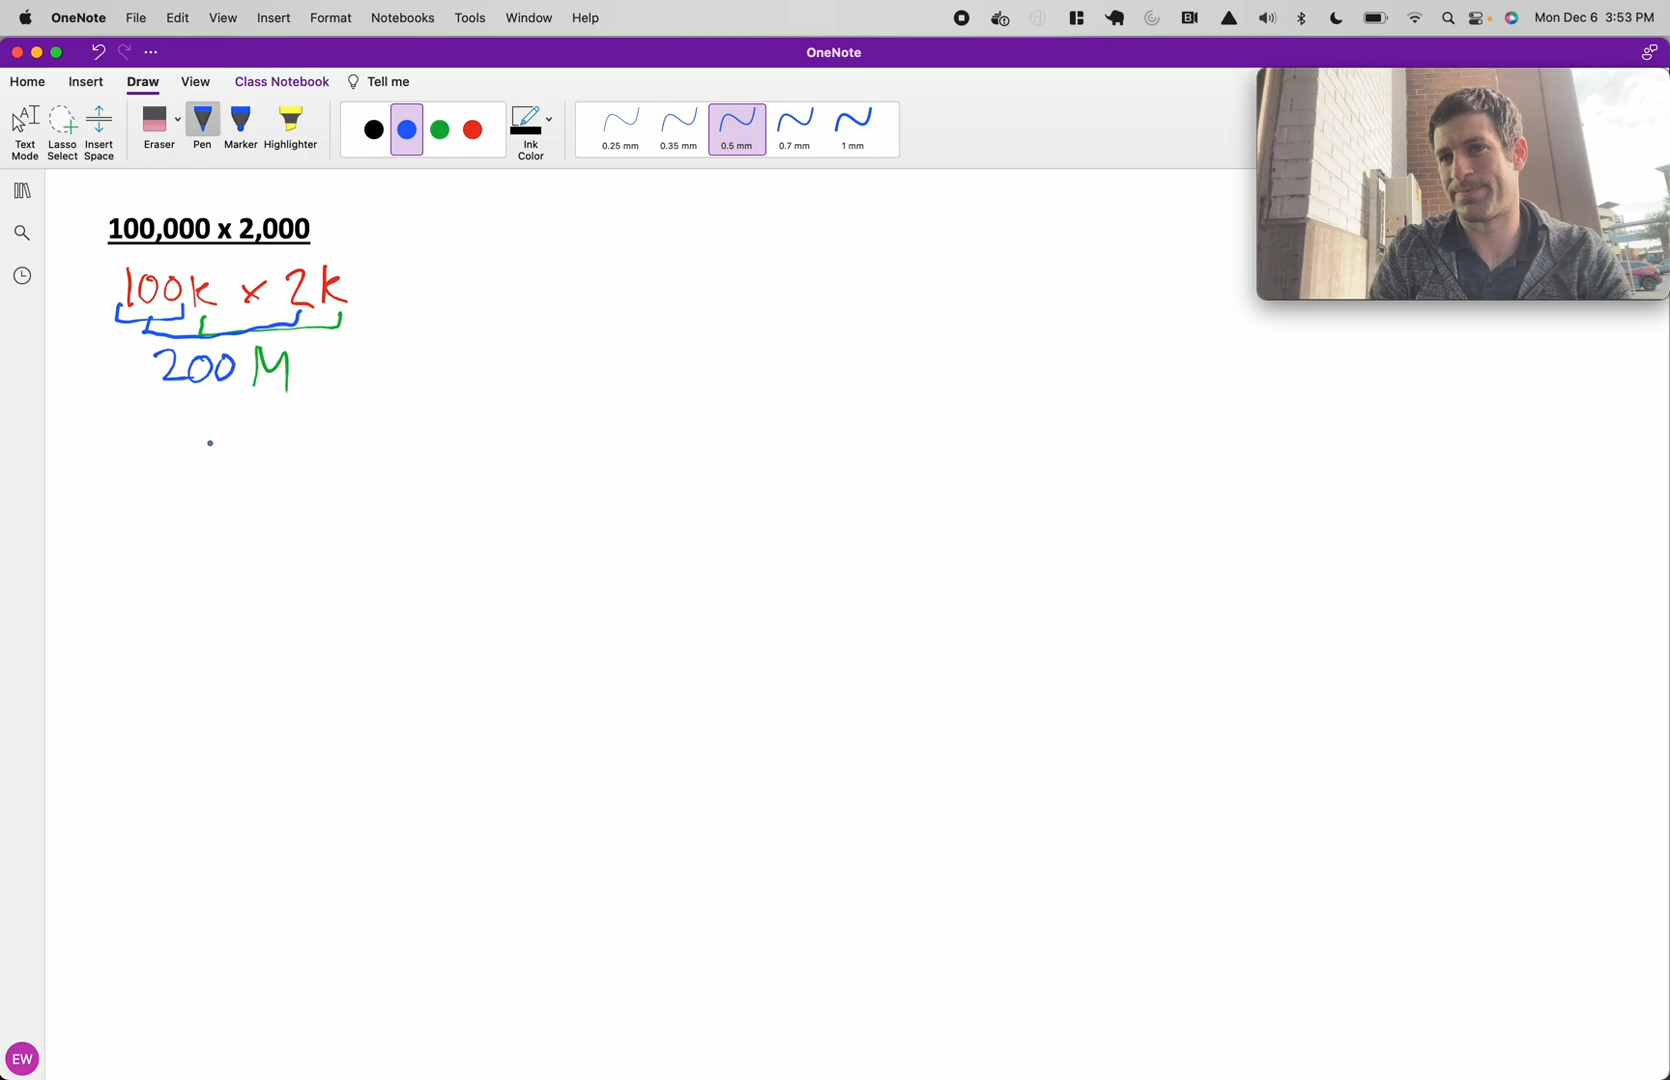 OneNote File Edit View Insert Format Notebooks Tools Window Help Mon Dec 6 3:53 PM
OneNote
Home Insert Draw View Class Notebook Tell me
Text Mode Lasso Select Insert Space Eraser Pen Marker Highlighter Ink Color 0.25 mm 0.35 mm 0.5 mm 0.7 mm 1 mm
100,000 x 2,000
100k x 2k
200 M
EW